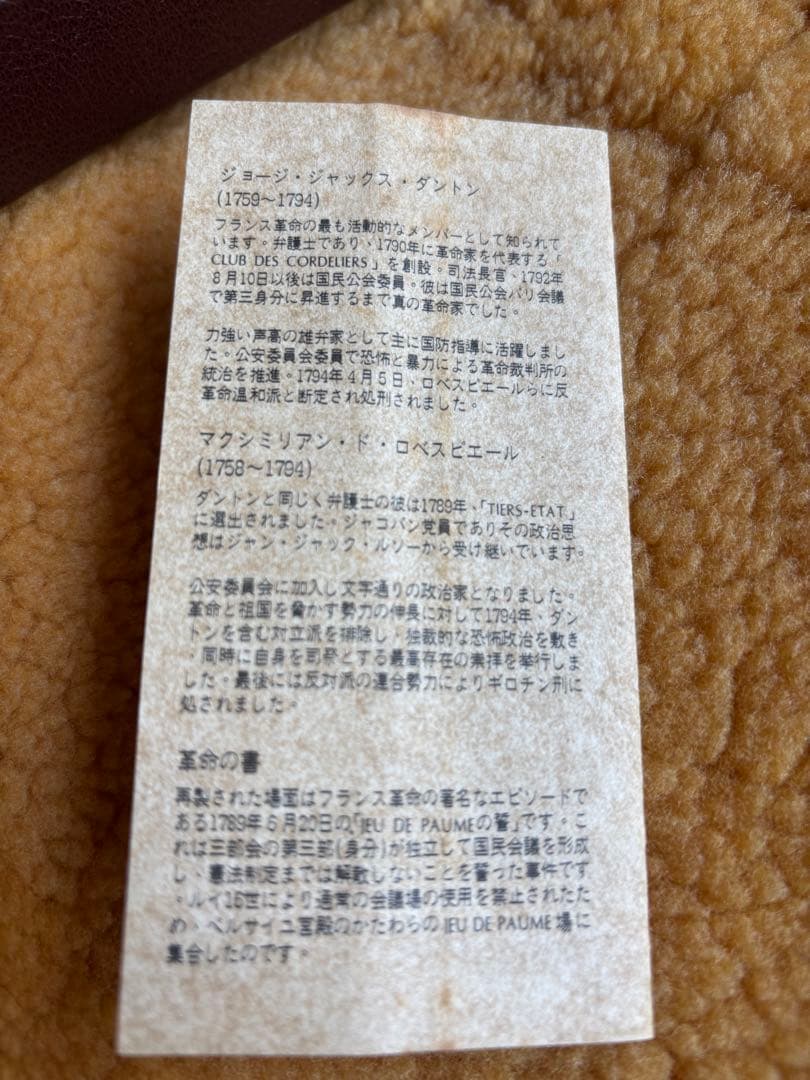 ジョージ・ジャックス・ダントン
(1759〜1794)
フランス革命の最も活動的なメンバーとして知られて
います。弁護士であり、1790年に革命家を代表する「
CLUB DES CORDELIERS」を創設。司法長官、1792年
8月10日以後は国民公会委員。彼は国民公会パリ会議
で第三身分に昇進するまで真の革命家でした。
力強い声高の雄弁家として主に国防指導に活躍しまし
た。公安委員会委員で恐怖と暴力による革命裁判所の
統治を推進。1794年4月5日、ロベスピエールらに反
革命温和派と断定され処刑されました。
マクシミリアン・ド・ロベスピエール
(1758〜1794)
ダントンと同じく弁護士の彼は1789年、「TIERS-ETAT」
に選出されました。ジャコバン党員でありその政治思
想はジャン・ジャック・ルソーから受け継いでいます。
公安委員会に加入し文字通りの政治家となりました。
革命と祖国を脅かす勢力の伸長に対して1794年、ダン
トンを含む対立派を排除し、独裁的な恐怖政治を敷き
、同時に自身を司祭とする最高存在の崇拝を挙行しま
した。最後には反対派の連合勢力によりギロチン刑に
処されました。
革命の書
再製された場面はフランス革命の著名なエピソードで
ある1789年6月20日の「JEU DE PAUMEの誓」です。こ
れは三部会の第三部(身分)が独立して国民会議を形成
し、憲法制定までは解散しないことを誓った事件です
。ルイ16世により通常の会議場の使用を禁止されたた
め、ベルサイユ宮殿のかたわらのJEU DE PAUME場に
集合したのです。